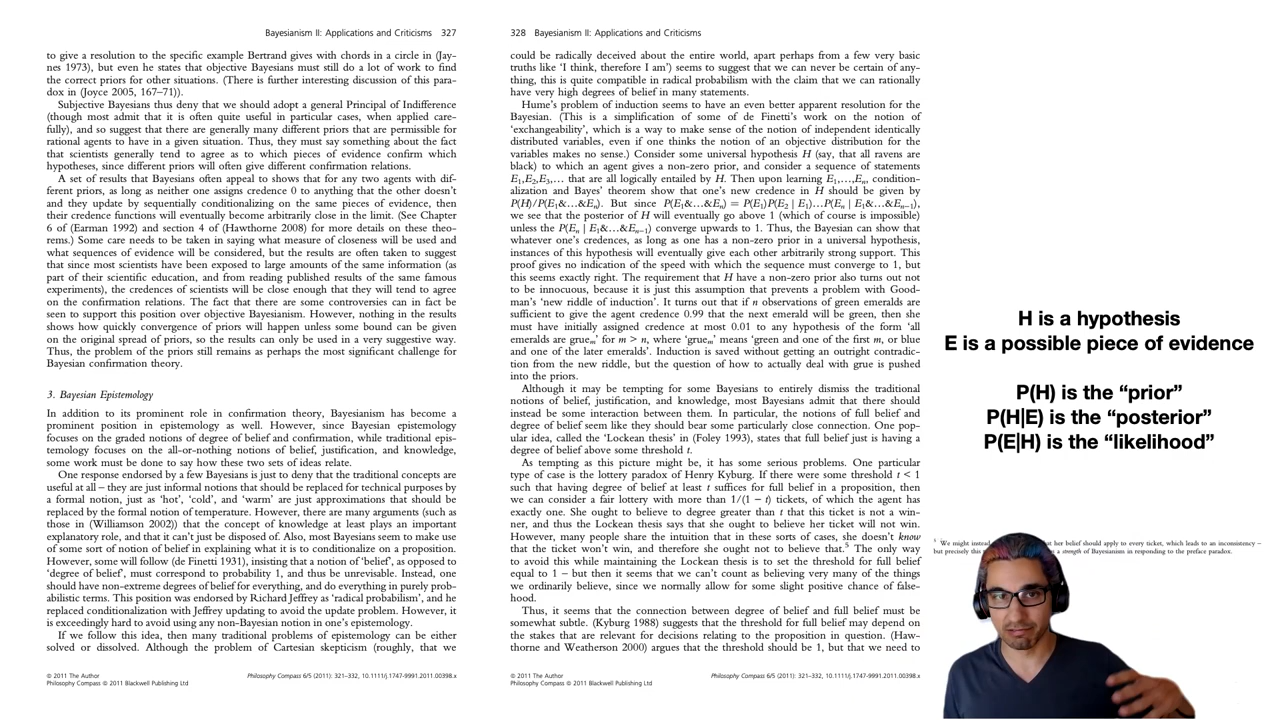 Bayesianism II: Applications and Criticisms 327
to give a resolution to the specific example Bertrand gives with chords in a circle in (Jay-
nes 1973), but even he states that objective Bayesians must still do a lot of work to find
the correct priors for other situations. (There is further interesting discussion of this para-
dox in (Joyce 2005, 167–71)).
Subjective Bayesians thus deny that we should adopt a general Principal of Indifference
(though most admit that it is often quite useful in particular cases, when applied care-
fully), and so suggest that there are generally many different priors that are permissible for
rational agents to have in a given situation. Thus, they must say something about the fact
that scientists generally tend to agree as to which pieces of evidence confirm which
hypotheses, since different priors will often give different confirmation relations.
A set of results that Bayesians often appeal to shows that for any two agents with dif-
ferent priors, as long as neither one assigns credence 0 to anything that the other doesn't
and they update by sequentially conditionalizing on the same pieces of evidence, then
their credence functions will eventually become arbitrarily close in the limit. (See Chapter
6 of (Earman 1992) and section 4 of (Hawthorne 2008) for more details on these theo-
rems.) Some care needs to be taken in saying what measure of closeness will be used and
what sequences of evidence will be considered, but the results are often taken to suggest
that since most scientists have been exposed to large amounts of the same information (as
part of their scientific education, and from reading published results of the same famous
experiments), the credences of scientists will be close enough that they will tend to agree
on the confirmation relations. The fact that there are some controversies can in fact be
seen to support this position over objective Bayesianism. However, nothing in the results
shows how quickly convergence of priors will happen unless some bound can be given
on the original spread of priors, so the results can only be used in a very suggestive way.
Thus, the problem of the priors still remains as perhaps the most significant challenge for
Bayesian confirmation theory.
3. Bayesian Epistemology
In addition to its prominent role in confirmation theory, Bayesianism has become a
prominent position in epistemology as well. However, since Bayesian epistemology
focuses on the graded notions of degree of belief and confirmation, while traditional epis-
temology focuses on the all-or-nothing notions of belief, justification, and knowledge,
some work must be done to say how these two sets of ideas relate.
One response endorsed by a few Bayesians is just to deny that the traditional concepts are
useful at all – they are just informal notions that should be replaced for technical purposes by
a formal notion, just as 'hot', 'cold', and 'warm' are just approximations that should be
replaced by the formal notion of temperature. However, there are many arguments (such as
those in (Williamson 2002)) that the concept of knowledge at least plays an important
explanatory role, and that it can't just be disposed of. Also, most Bayesians seem to make use
of some sort of notion of belief in explaining what it is to conditionalize on a proposition.
However, some will follow (de Finetti 1931), insisting that a notion of 'belief', as opposed to
'degree of belief', must correspond to probability 1, and thus be unrevisable. Instead, one
should have non-extreme degrees of belief for everything, and do everything in purely prob-
abilistic terms. This position was endorsed by Richard Jeffrey as 'radical probabilism', and he
replaced conditionalization with Jeffrey updating to avoid the update problem. However, it
is exceedingly hard to avoid using any non-Bayesian notion in one's epistemology.
If we follow this idea, then many traditional problems of epistemology can be either
solved or dissolved. Although the problem of Cartesian skepticism (roughly, that we
© 2011 The Author
Philosophy Compass © 2011 Blackwell Publishing Ltd
Philosophy Compass 6/5 (2011): 321–332, 10.1111/j.1747-9991.2011.00398.x
328 Bayesianism II: Applications and Criticisms
could be radically deceived about the entire world, apart perhaps from a few very basic
truths like 'I think, therefore I am') seems to suggest that we can never be certain of any-
thing, this is quite compatible in radical probabilism with the claim that we can rationally
have very high degrees of belief in many statements.
Hume's problem of induction seems to have an even better apparent resolution for the
Bayesian. (This is a simplification of some of de Finetti's work on the notion of
'exchangeability', which is a way to make sense of the notion of independent identically
distributed variables, even if one thinks the notion of an objective distribution for the
variables makes no sense.) Consider some universal hypothesis H (say, that all ravens are
black) to which an agent gives a non-zero prior, and consider a sequence of statements
E₁,E₂,E₃,… that are all logically entailed by H. Then upon learning E₁,…,Eₙ, condition-
alization and Bayes' theorem show that one's new credence in H should be given by
P(H)/P(E₁&…&Eₙ). But since P(E₁&…&Eₙ) = P(E₁)P(E₂ | E₁)…P(Eₙ | E₁&…&Eₙ₋₁),
we see that the posterior of H will eventually go above 1 (which of course is impossible)
unless the P(Eₙ | E₁&…&Eₙ₋₁) converge upwards to 1. Thus, the Bayesian can show that
whatever one's credences, as long as one has a non-zero prior in a universal hypothesis,
instances of this hypothesis will eventually give each other arbitrarily strong support. This
proof gives no indication of the speed with which the sequence must converge to 1, but
this seems exactly right. The requirement that H have a non-zero prior also turns out not
to be innocuous, because it is just this assumption that prevents a problem with Good-
man's 'new riddle of induction'. It turns out that if n observations of green emeralds are
sufficient to give the agent credence 0.99 that the next emerald will be green, then she
must have initially assigned credence at most 0.01 to any hypothesis of the form 'all
emeralds are grueₘ' for m > n, where 'grueₘ' means 'green and one of the first m, or blue
and one of the later emeralds'. Induction is saved without getting an outright contradic-
tion from the new riddle, but the question of how to actually deal with grue is pushed
into the priors.
Although it may be tempting for some Bayesians to entirely dismiss the traditional
notions of belief, justification, and knowledge, most Bayesians admit that there should
instead be some interaction between them. In particular, the notions of full belief and
degree of belief seem like they should bear some particularly close connection. One pop-
ular idea, called the 'Lockean thesis' in (Foley 1993), states that full belief just is having a
degree of belief above some threshold t.
As tempting as this picture might be, it has some serious problems. One particular
type of case is the lottery paradox of Henry Kyburg. If there were some threshold t < 1
such that having degree of belief at least t suffices for full belief in a proposition, then
we can consider a fair lottery with more than 1/(1 − t) tickets, of which the agent has
exactly one. She ought to believe to degree greater than t that this ticket is not a win-
ner, and thus the Lockean thesis says that she ought to believe her ticket will not win.
However, many people share the intuition that in these sorts of cases, she doesn't know
that the ticket won't win, and therefore she ought not to believe that.⁵ The only way
to avoid this while maintaining the Lockean thesis is to set the threshold for full belief
equal to 1 – but then it seems that we can't count as believing very many of the things
we ordinarily believe, since we normally allow for some slight positive chance of false-
hood.
Thus, it seems that the connection between degree of belief and full belief must be
somewhat subtle. (Kyburg 1988) suggests that the threshold for full belief may depend on
the stakes that are relevant for decisions relating to the proposition in question. (Haw-
thorne and Weatherson 2000) argues that the threshold should be 1, but that we need to
© 2011 The Author
Philosophy Compass © 2011 Blackwell Publishing Ltd
Philosophy Compass 6/5 (2011): 321–332, 10.1111/j.1747-9991.2011.00398.x
H is a hypothesis
E is a possible piece of evidence
P(H) is the “prior”
P(H|E) is the “posterior”
P(E|H) is the “likelihood”
We might instead her belief should apply to every ticket, which leads to an inconsistency –
but precisely this a strength of Bayesianism in responding to the preface paradox.